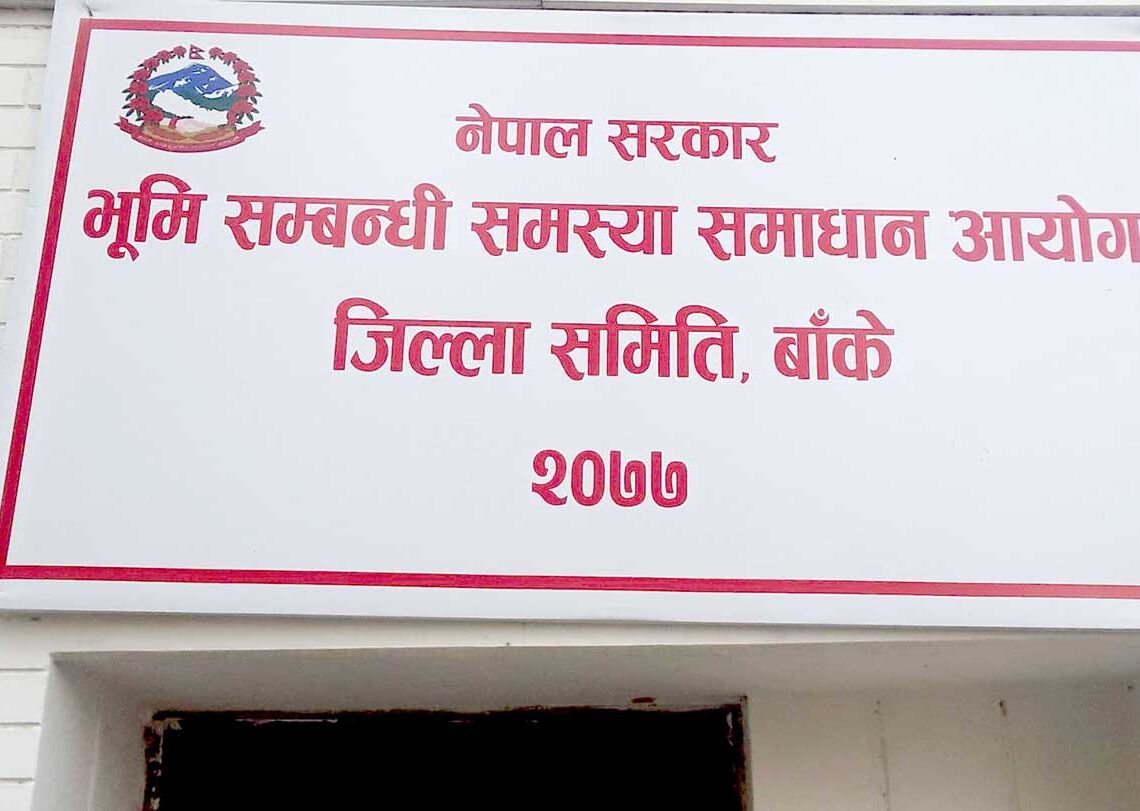 नेपाल सरकार
भूमि सम्बन्धी समस्या समाधान आयोग
जिल्ला समिति, बाँके
२०७७